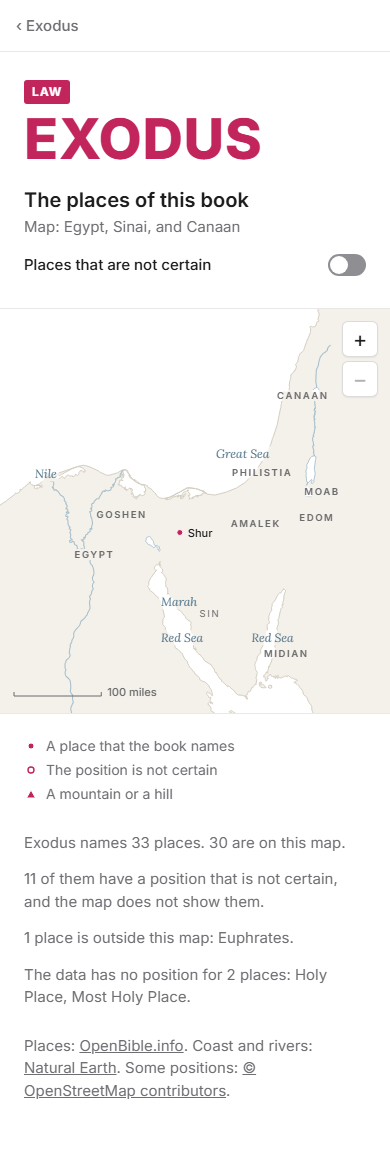 ‹ Exodus
LAW
EXODUS
The places of this book
Map: Egypt, Sinai, and Canaan
Places that are not certain
+
−
CANAAN
Great Sea
PHILISTIA
Nile
MOAB
GOSHEN
EDOM
AMALEK
Shur
EGYPT
Marah
SIN
Red Sea
Red Sea
MIDIAN
100 miles
A place that the book names
The position is not certain
A mountain or a hill
Exodus names 33 places. 30 are on this map.
11 of them have a position that is not certain,
and the map does not show them.
1 place is outside this map: Euphrates.
The data has no position for 2 places: Holy
Place, Most Holy Place.
Places: OpenBible.info. Coast and rivers:
Natural Earth. Some positions: ©
OpenStreetMap contributors.